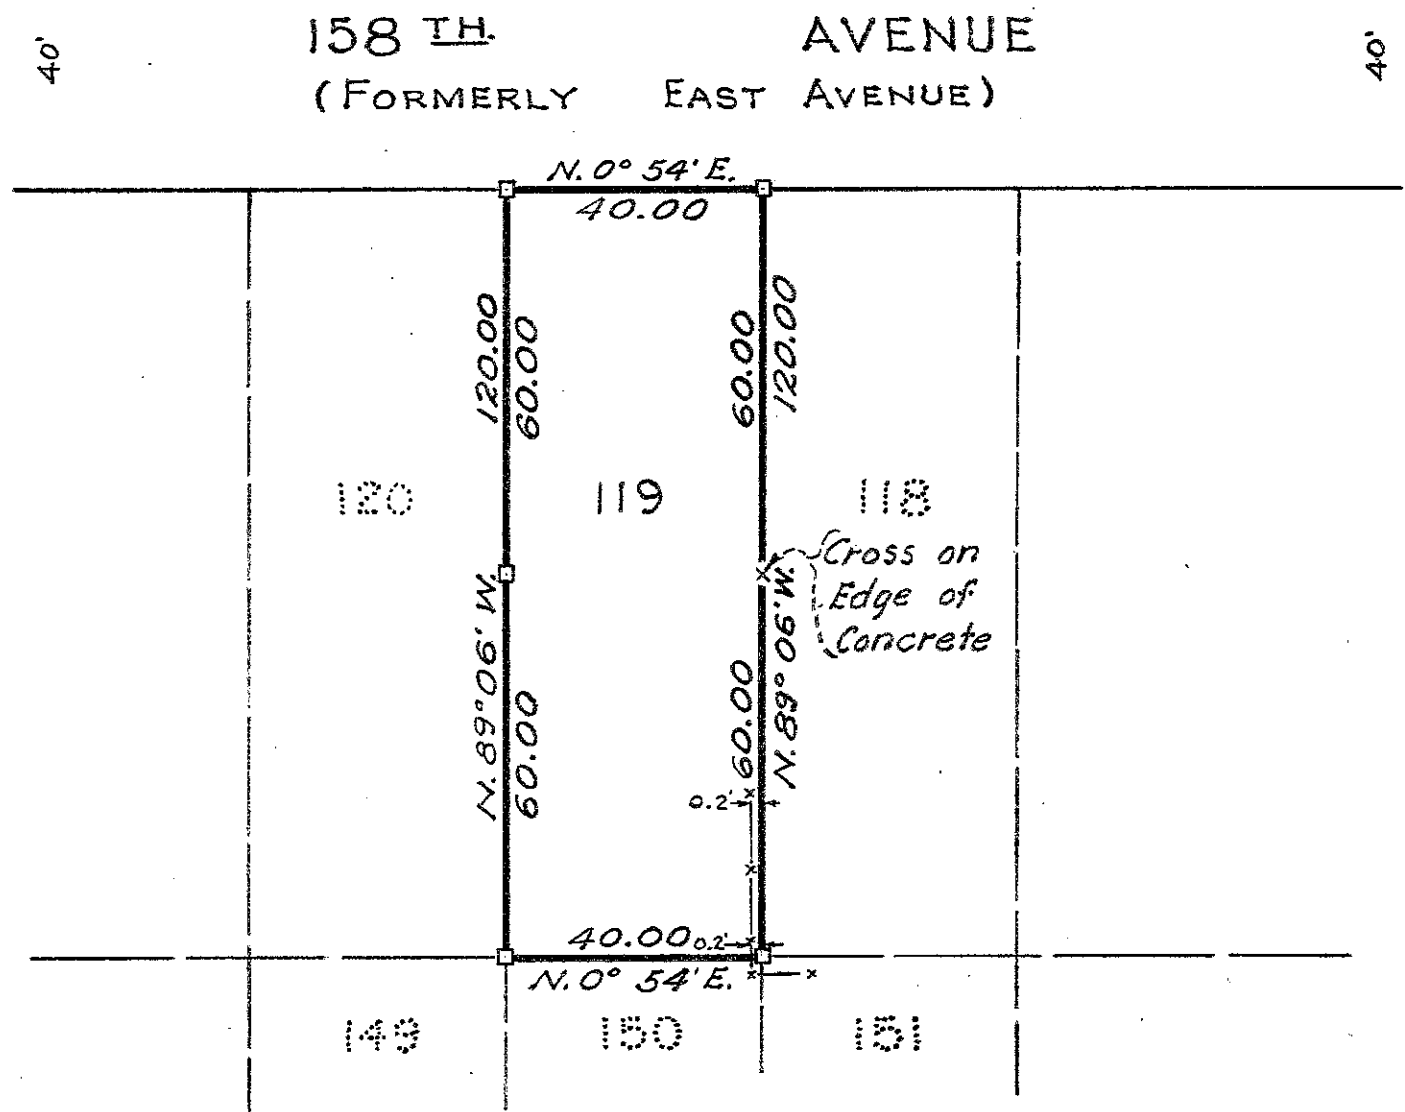 40'
158 TH. AVENUE
40'
(FORMERLY EAST AVENUE)
N. 0° 54' E.
40.00
120.00
60.00
60.00
120.00
120
119
118
Cross on
Edge of
Concrete
N. 89° 06' W.
60.00
60.00
N. 89° 06' W.
0.2'
40.00
0.2'
N. 0° 54' E.
149
150
151